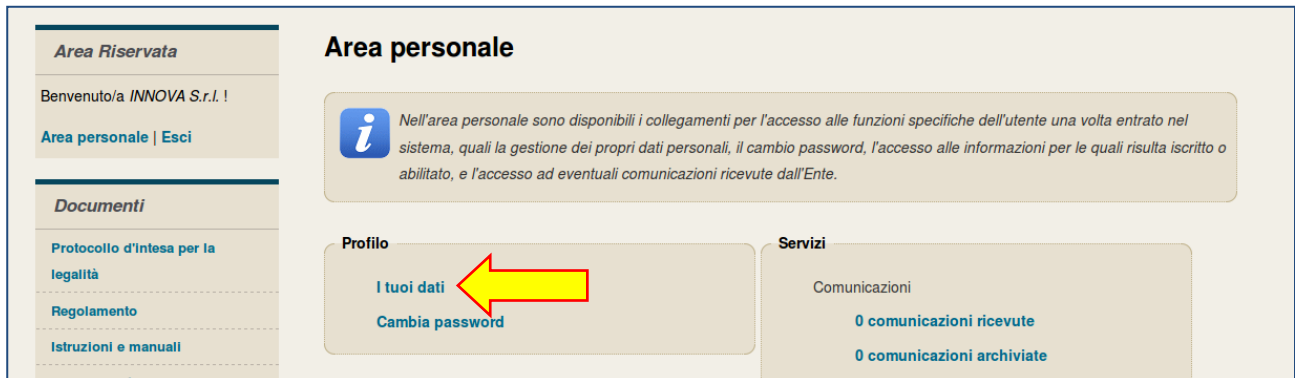 Area Riservata
Benvenuto/a INNOVA S.r.l. !
Area personale | Esci
Documenti
Protocollo d'intesa per la
legalità
Regolamento
Istruzioni e manuali
Area personale
Nell'area personale sono disponibili i collegamenti per l'accesso alle funzioni specifiche dell'utente una volta entrato nel
sistema, quali la gestione dei propri dati personali, il cambio password, l'accesso alle informazioni per le quali risulta iscritto o
abilitato, e l'accesso ad eventuali comunicazioni ricevute dall'Ente.
Profilo
I tuoi dati
Cambia password
Servizi
Comunicazioni
0 comunicazioni ricevute
0 comunicazioni archiviate